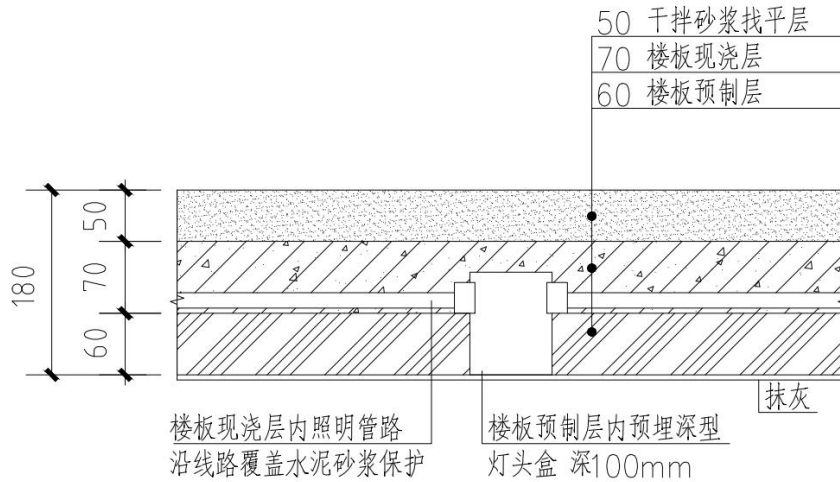 50 干拌砂浆找平层
70 楼板现浇层
60 楼板预制层
180
50
70
60
抹灰
楼板现浇层内照明管路
沿线路覆盖水泥砂浆保护
楼板预制层内预埋深型
灯头盒 深100mm